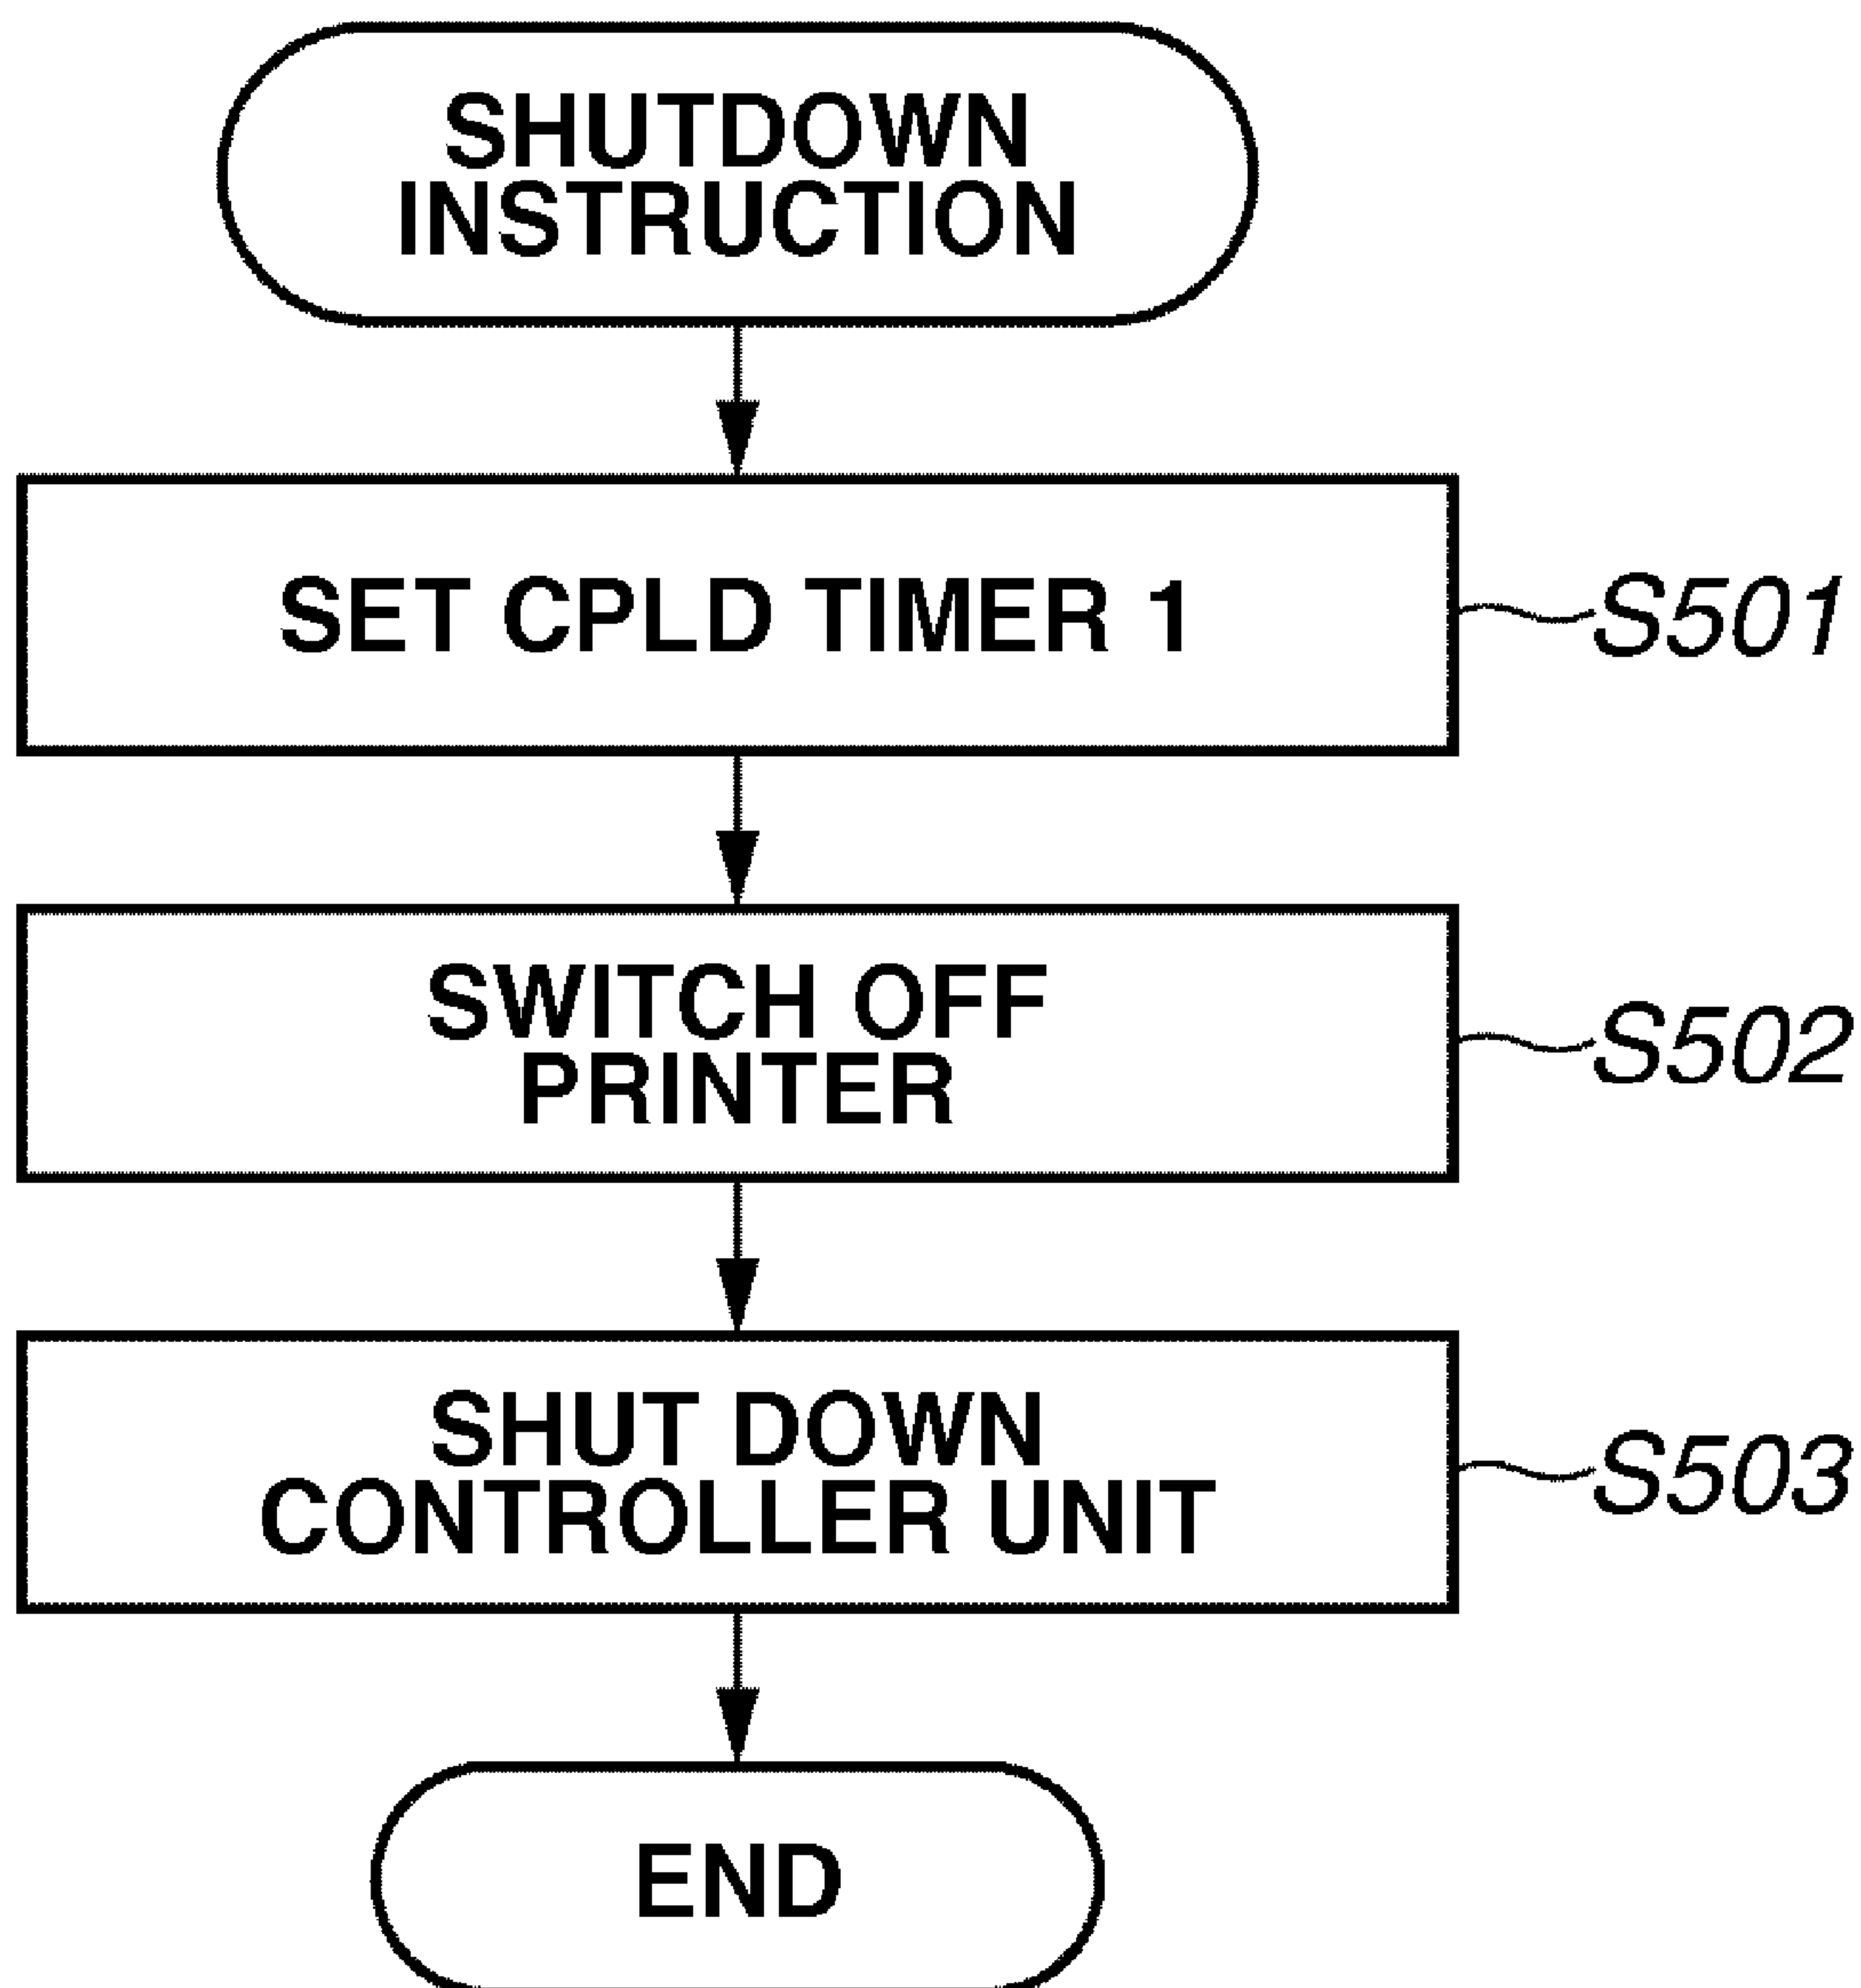 SHUTDOWN
INSTRUCTION
SET CPLD TIMER 1
S501
SWITCH OFF
PRINTER
S502
SHUT DOWN
CONTROLLER UNIT
S503
END